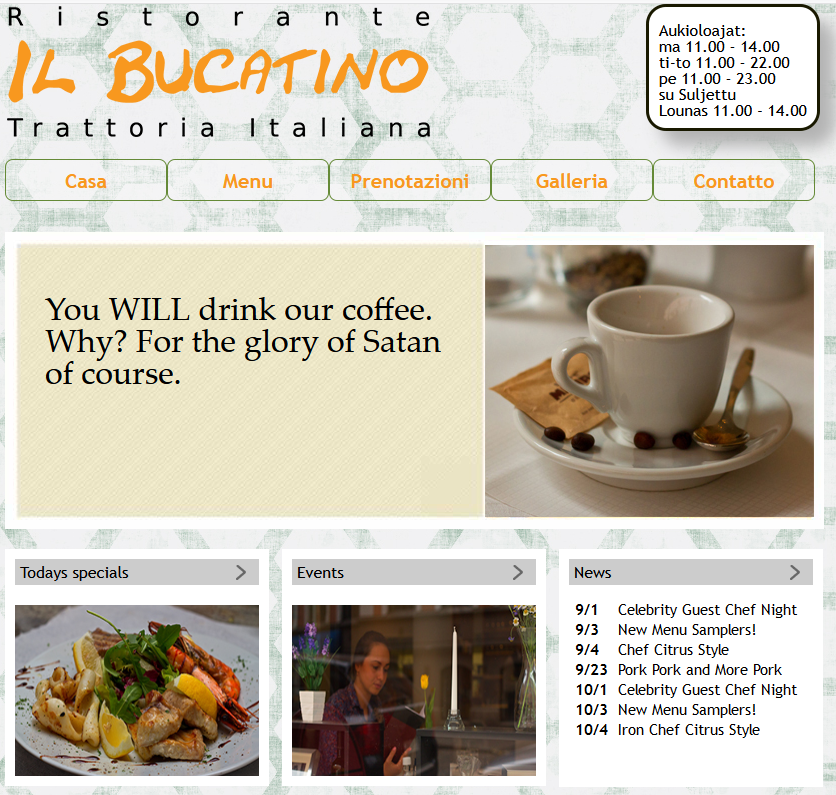 Ristorante
IL BUCATINO
Trattoria Italiana
Aukioloajat:
ma 11.00 - 14.00
ti-to 11.00 - 22.00
pe 11.00 - 23.00
su Suljettu
Lounas 11.00 - 14.00
Casa
Menu
Prenotazioni
Galleria
Contatto
You WILL drink our coffee.
Why? For the glory of Satan
of course.
Todays specials
Events
News
9/1 Celebrity Guest Chef Night
9/3 New Menu Samplers!
9/4 Chef Citrus Style
9/23 Pork Pork and More Pork
10/1 Celebrity Guest Chef Night
10/3 New Menu Samplers!
10/4 Iron Chef Citrus Style